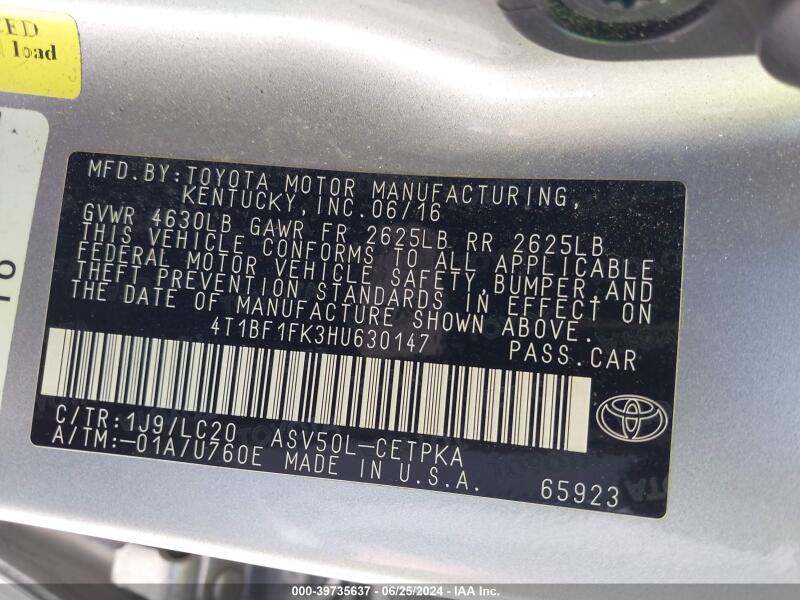 load
MFD.BY:TOYOTA MOTOR MANUFACTURING,
KENTUCKY, INC.06/16
GVWR 4630LB GAWR FR 2625LB RR 2625LB
THIS VEHICLE CONFORMS TO ALL APPLICABLE
FEDERAL MOTOR VEHICLE SAFETY,BUMPER,AND
THEFT PREVENTION STANDARDS IN EFFECT ON
THE DATE OF MANUFACTURE SHOWN ABOVE.
4T1BF1FK3HU630147
PASS.CAR
C/TR:1J9/LC20 ASV50L-CETPKA
A/TM:-01A/U760E MADE IN U.S.A.
65923
000-39735637 - 06/25/2024 - IAA Inc.